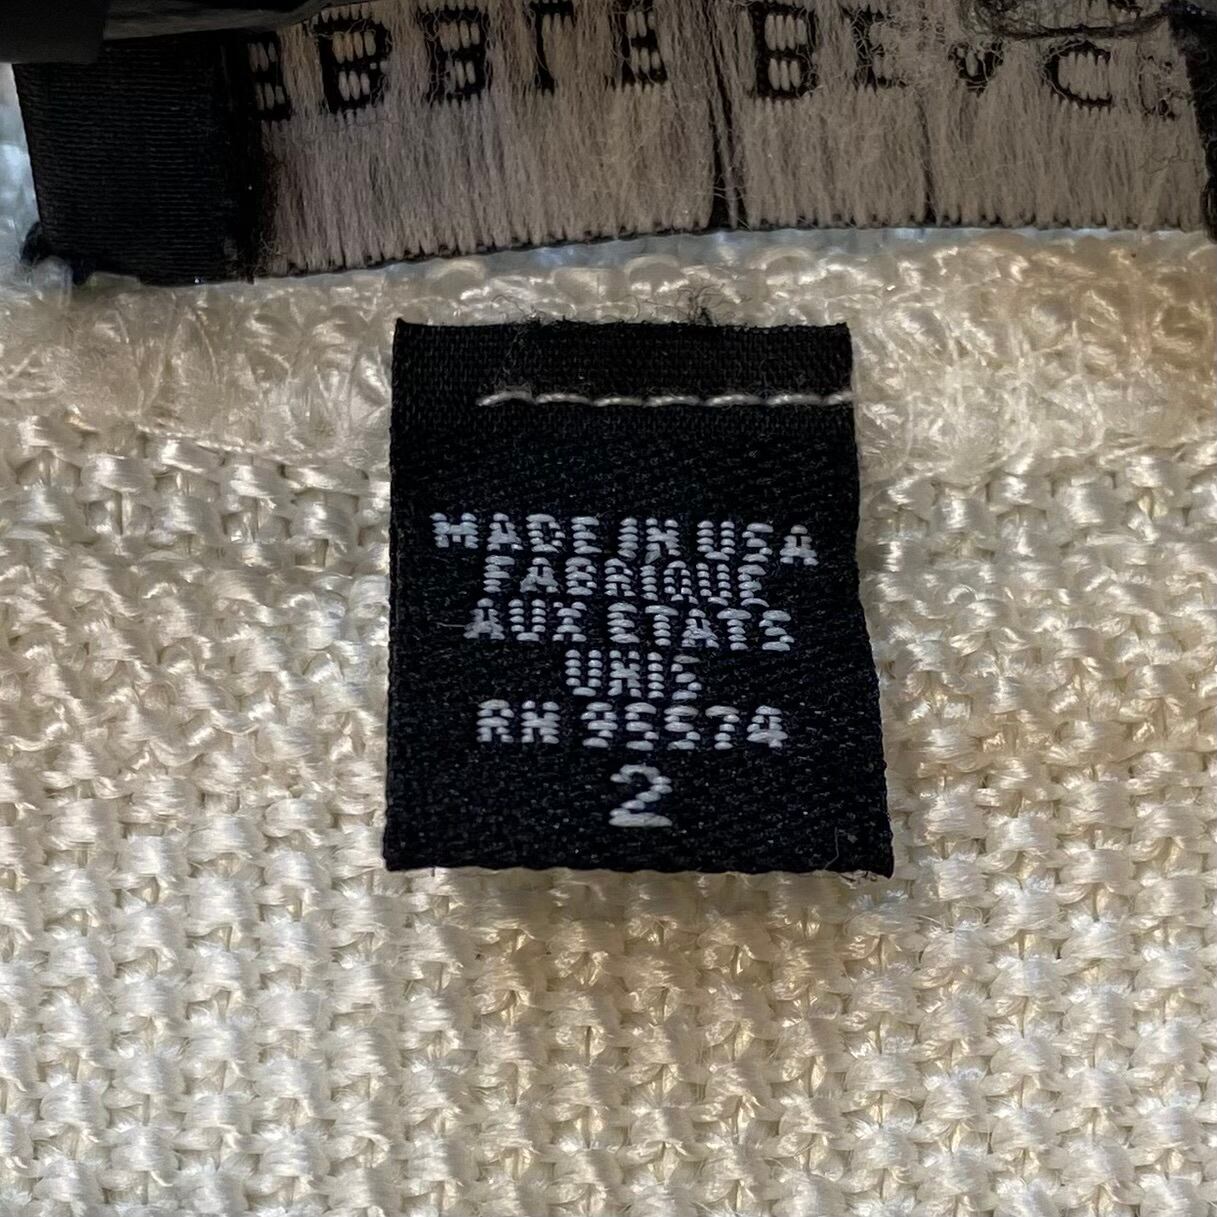 MADE IN USA
FABRIQUE
AUX ETATS
UNIS
RN 95574
2